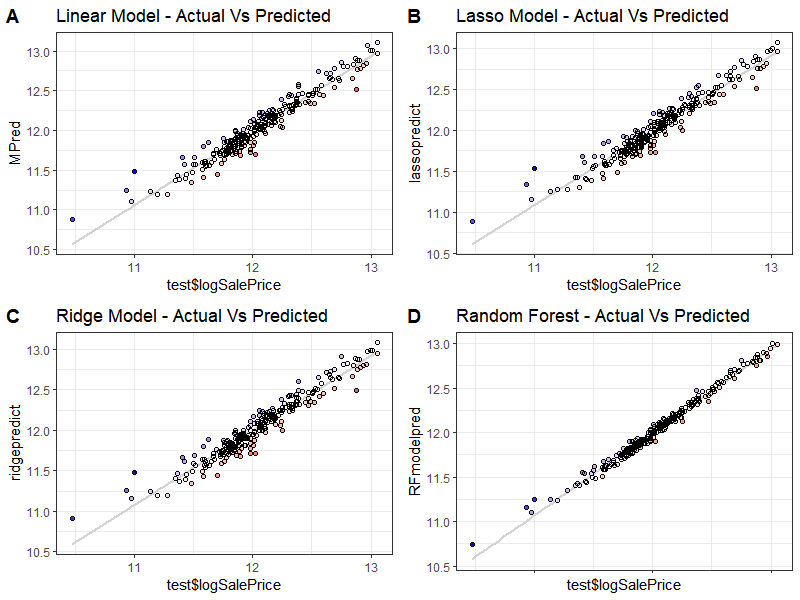 A
Linear Model - Actual Vs Predicted
MPred
13.0
12.5
12.0
11.5
11.0
10.5
11
12
13
test$logSalePrice
B
Lasso Model - Actual Vs Predicted
lassopredict
13.0
12.5
12.0
11.5
11.0
10.5
11
12
13
test$logSalePrice
C
Ridge Model - Actual Vs Predicted
ridgepredict
13.0
12.5
12.0
11.5
11.0
10.5
11
12
13
test$logSalePrice
D
Random Forest - Actual Vs Predicted
RFmodelpred
13.0
12.5
12.0
11.5
11.0
10.5
test$logSalePrice